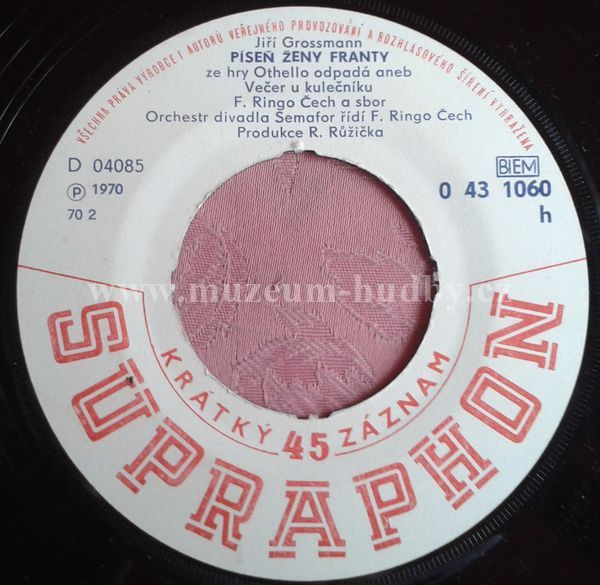 VŠECHNA PRÁVA VÝROBCE I AUTORŮ VEŘEJNÉHO PROVOZOVÁNÍ A ROZHLASOVÉHO ŠÍŘENÍ VYHRAŽENA
Jiří Grossmann
PÍSEŇ ŽENY FRANTY
ze hry Othello odpadá aneb
Večer u kulečníku
F. Ringo Čech a sbor
Orchestr divadla Semafor řídí F. Ringo Čech
Produkce R. Růžička
D 04085
Ⓟ 1970
70 2
BIEM
0 43 1060
h
www.muzeum-hudby.cz
KRÁTKÝ 45 ZÁZNAM
SUPRAPHON